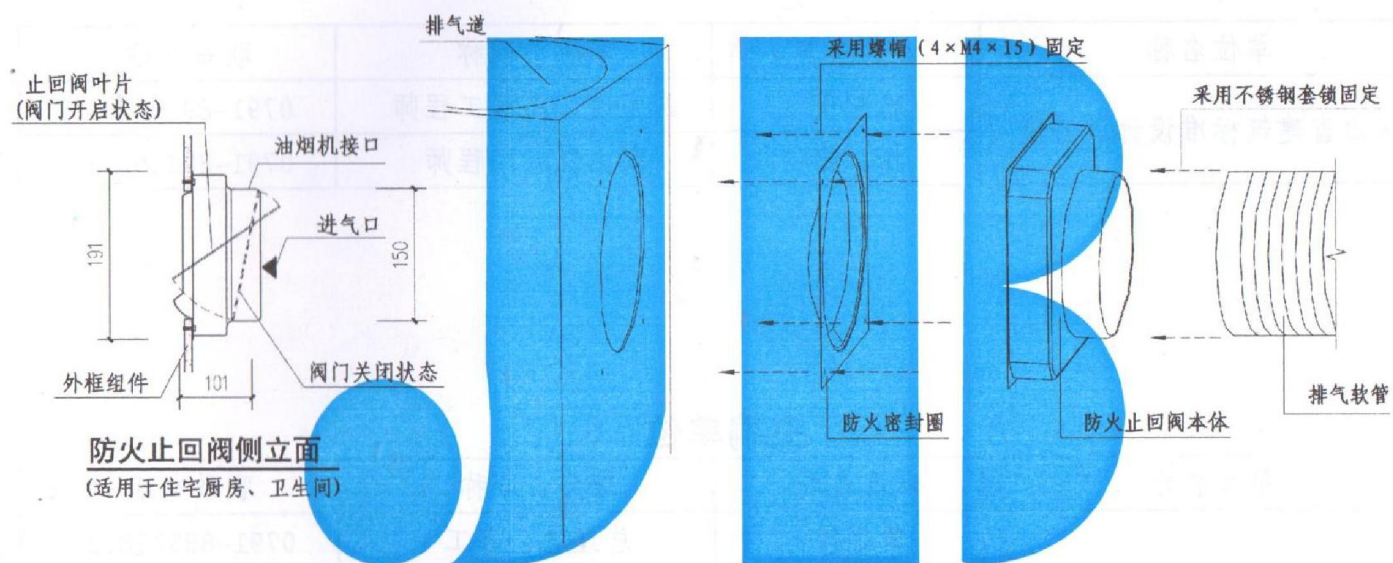 排气道
采用螺帽（4×M4×15）固定
止回阀叶片
(阀门开启状态)
采用不锈钢套锁固定
油烟机接口
进气口
191
150
101
外框组件
阀门关闭状态
防火密封圈
防火止回阀本体
排气软管
防火止回阀侧立面
(适用于住宅厨房、卫生间)